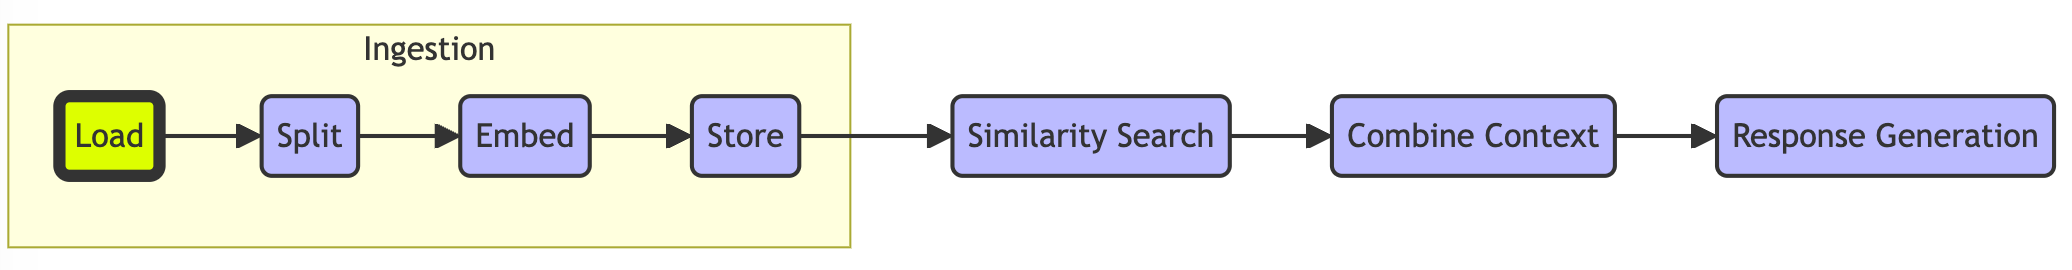 Ingestion
Load
Split
Embed
Store
Similarity Search
Combine Context
Response Generation